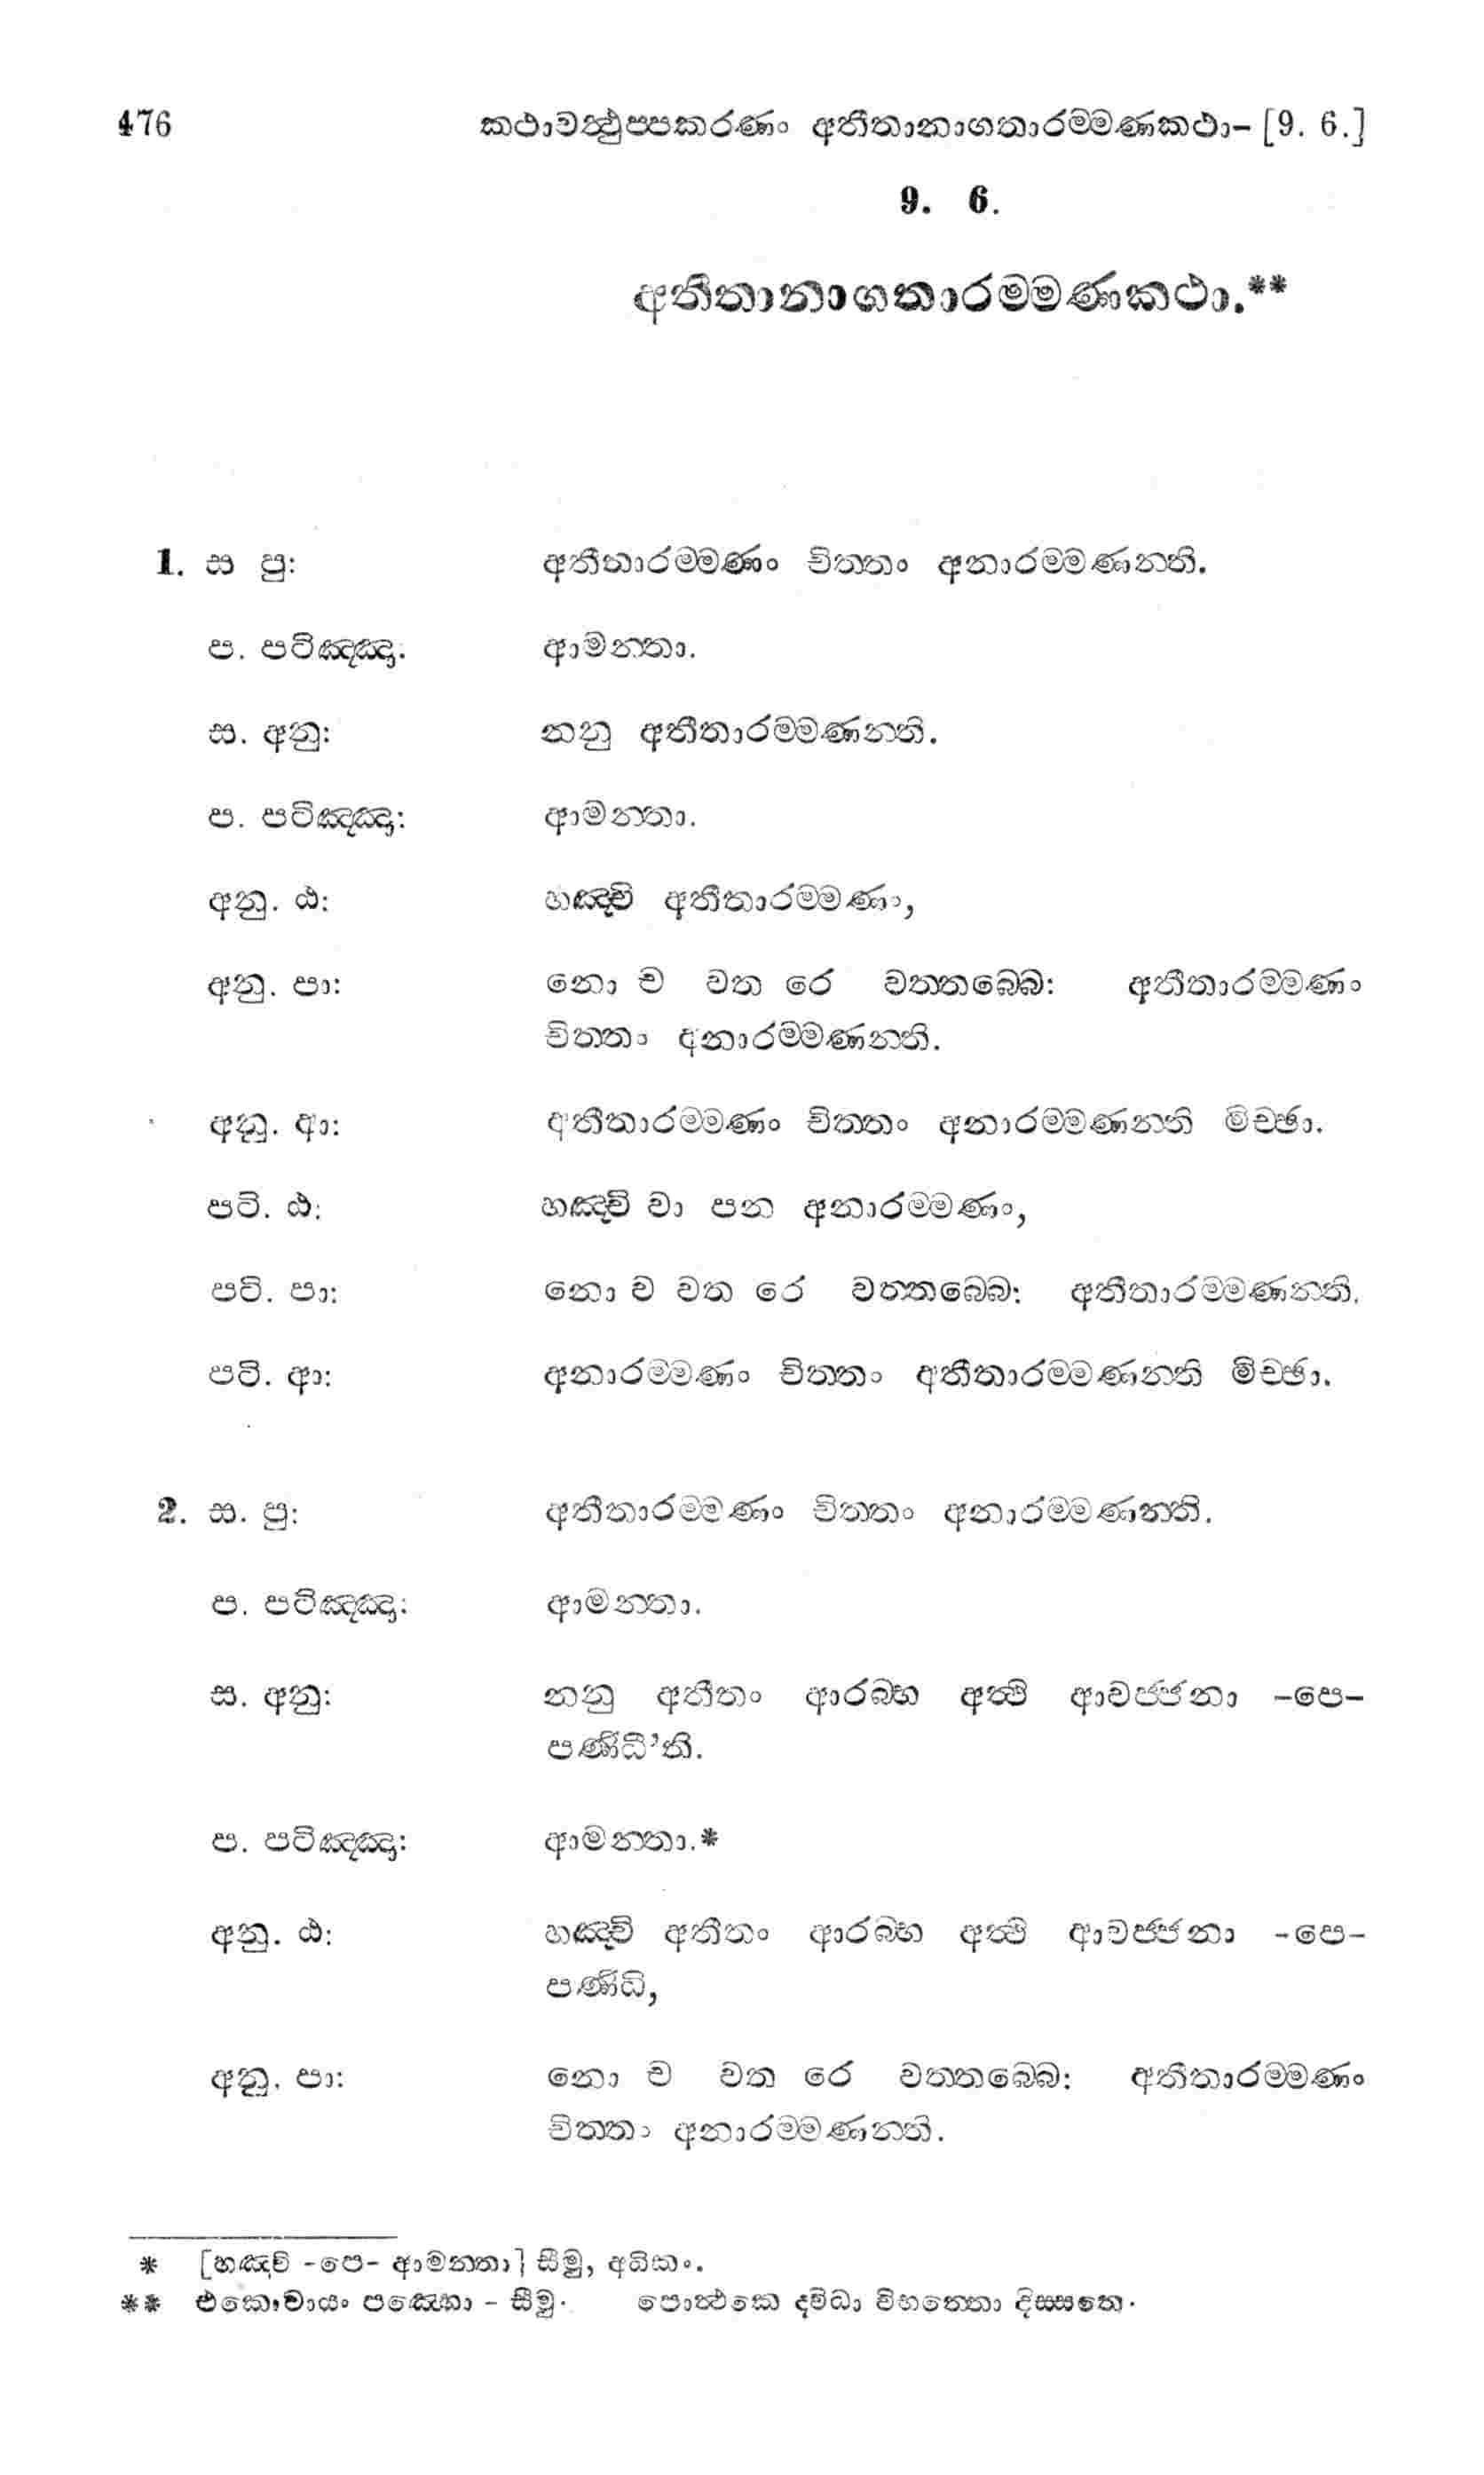 476 කථාවත්‍ථුප්පකරණං අතීතානාගතාරම්මණකථා– [9. 6.]
9. 6.
අතීතානාගතාරම්මණකථා.**
1. ස පු: අතීතාරම්මණං චිත්තං අනාරම්මණන්ති.
ප. පටිඤ්ඤා: ආමන්තා.
ස. අනු: නනු අතීතාරම්මණන්ති.
ප. පටිඤ්ඤා: ආමන්තා.
අනු. ඨ: හඤ්චි අතීතාරම්මණං,
අනු. පා: නො ච වත රේ වත්තබ්බෙ: අතීතාරම්මණං
චිත්තං අනාරම්මණන්ති.
අනු. ආ: අතීතාරම්මණං චිත්තං අනාරම්මණන්ති මිච්ඡා.
පටි. ඨ: හඤ්චි වා පන අනාරම්මණං,
පටි. පා: නො ච වත රේ වත්තබ්බෙ: අතීතාරම්මණන්ති.
පටි. ආ: අනාරම්මණං චිත්තං අතීතාරම්මණන්ති මිච්ඡා.
2. ස. පු: අතීතාරම්මණං චිත්තං අනාරම්මණන්ති.
ප. පටිඤ්ඤා: ආමන්තා.
ස. අනු: නනු අතීතං ආරබ්භ අත්‍ථි ආවජ්ජනා –පෙ–
පණිධී’ති.
ප. පටිඤ්ඤා: ආමන්තා.*
අනු. ඨ: හඤ්චි අතීතං ආරබ්භ අත්‍ථි ආවජ්ජනා –පෙ–
පණිධි,
අනු. පා: නො ච වත රේ වත්තබ්බෙ: අතීතාරම්මණං
චිත්තං අනාරම්මණන්ති.
* [හඤ්චි –පෙ– ආමන්තා] සීමු, අධිකං.
** එකොවායං පඤ්හො – සීමු. පොත්‍ථකෙ ද්විධා විභත්තො දිස්සතෙ.